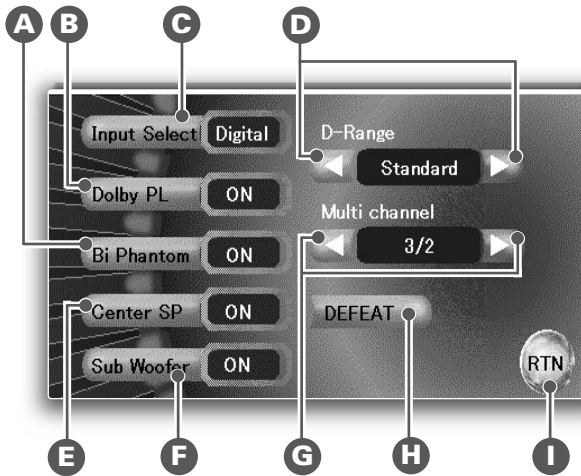 A B C D
Input Select Digital
D-Range
Standard
Dolby PL ON
Multi channel
3/2
Bi Phantom ON
Center SP ON
DEFEAT
Sub Woofer ON
RTN
E F G H I